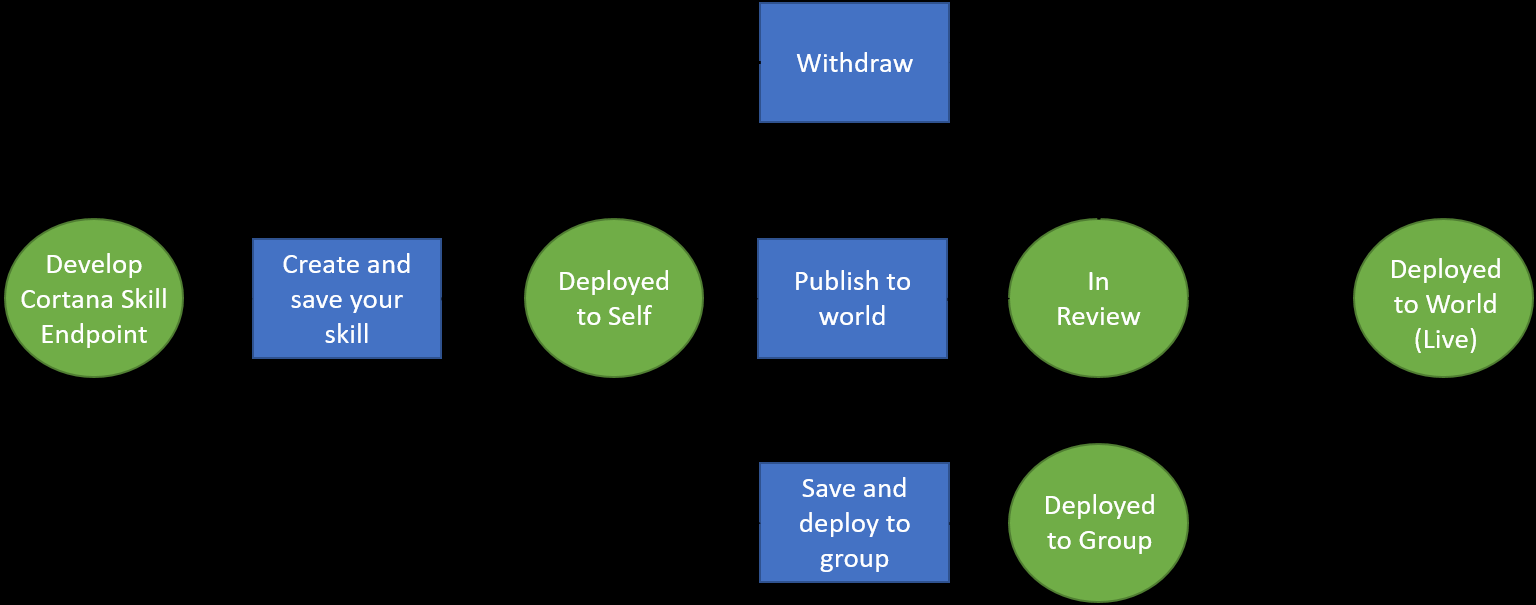 Withdraw
Develop
Cortana Skill
Endpoint
Create and
save your
skill
Deployed
to Self
Publish to
world
In
Review
Deployed
to World
(Live)
Save and
deploy to
group
Deployed
to Group